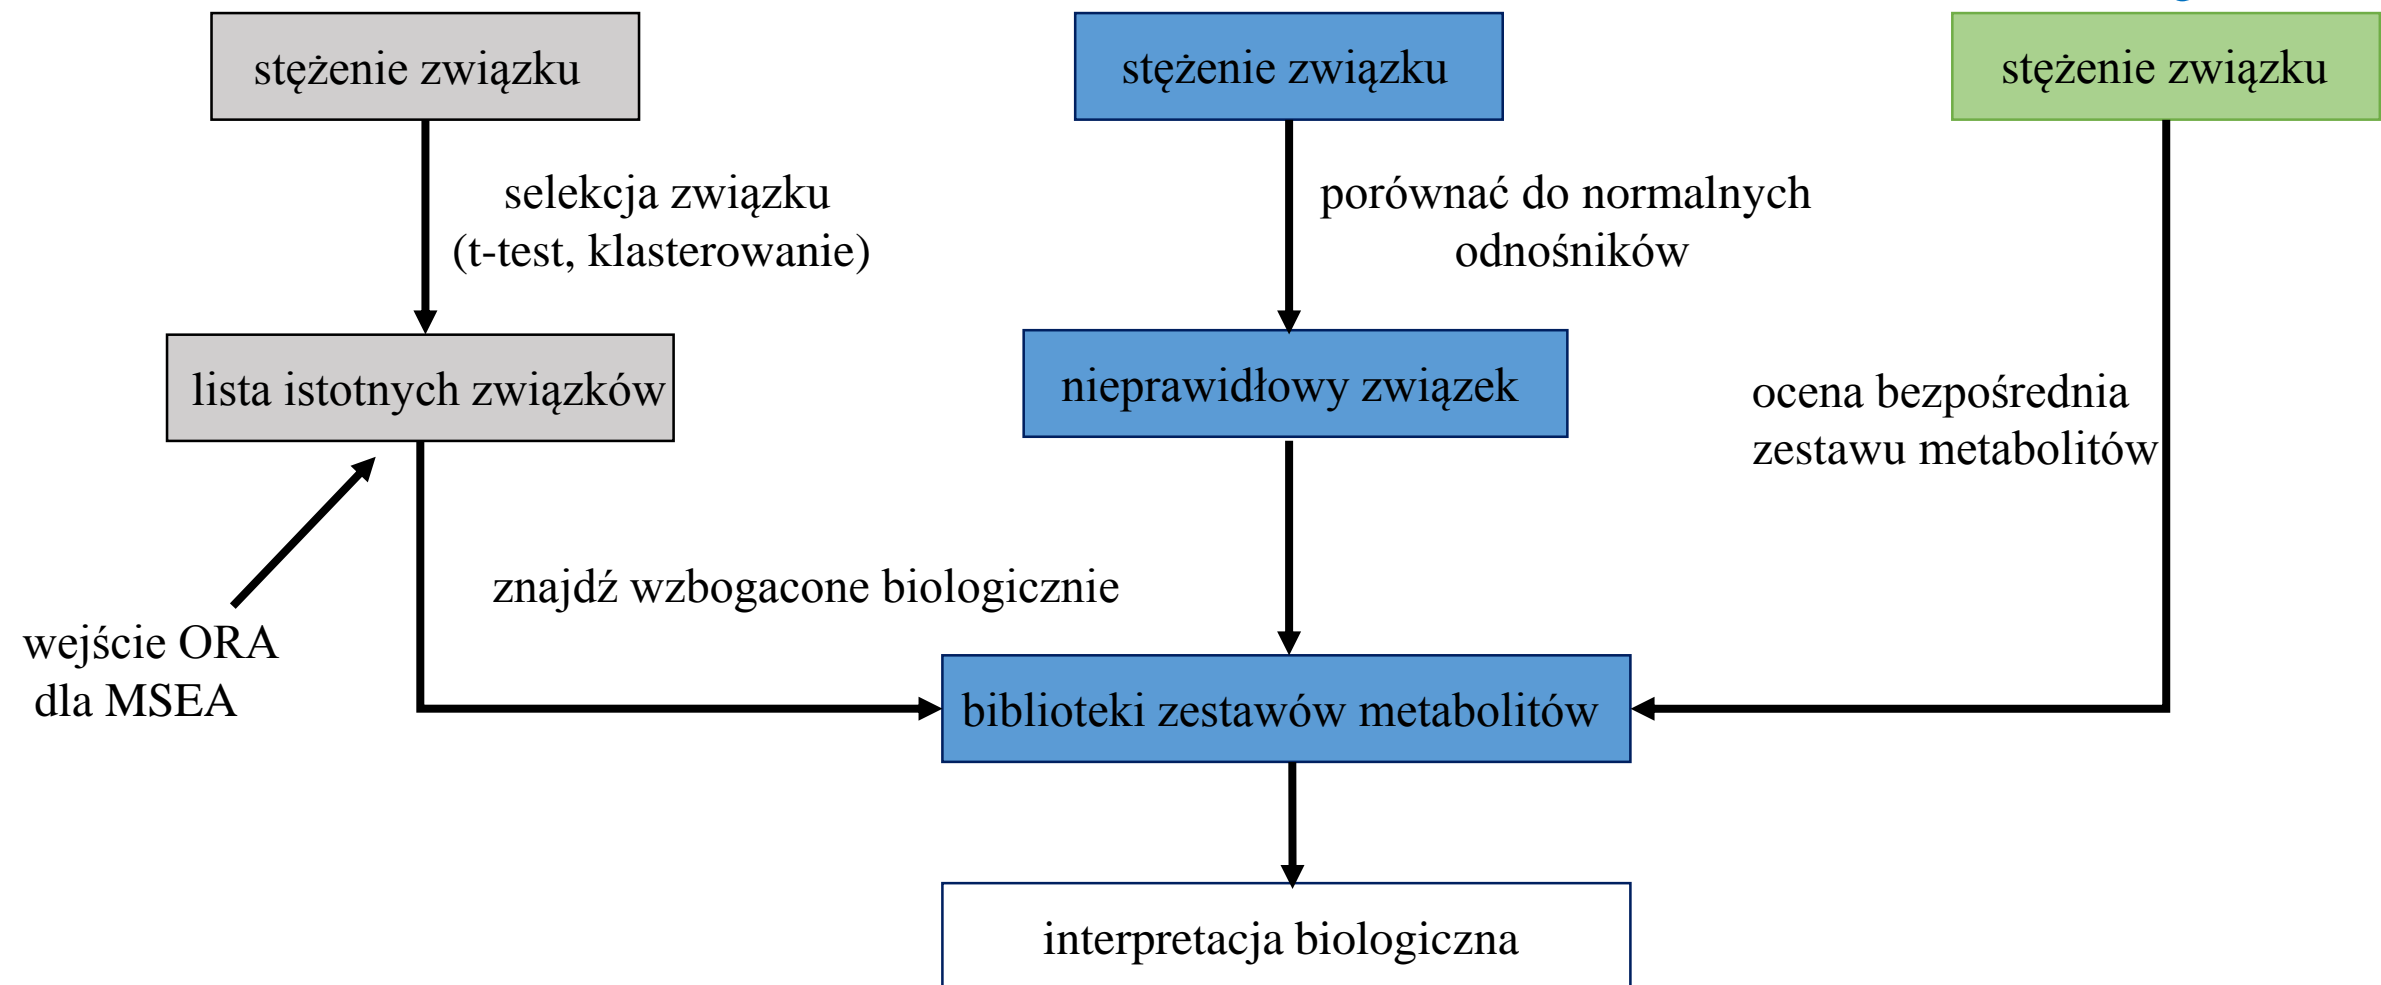 stężenie związku
stężenie związku
stężenie związku
selekcja związku
(t-test, klasterowanie)
porównać do normalnych
odnośników
lista istotnych związków
nieprawidłowy związek
ocena bezpośrednia
zestawu metabolitów
znajdź wzbogacone biologicznie
wejście ORA
dla MSEA
biblioteki zestawów metabolitów
interpretacja biologiczna